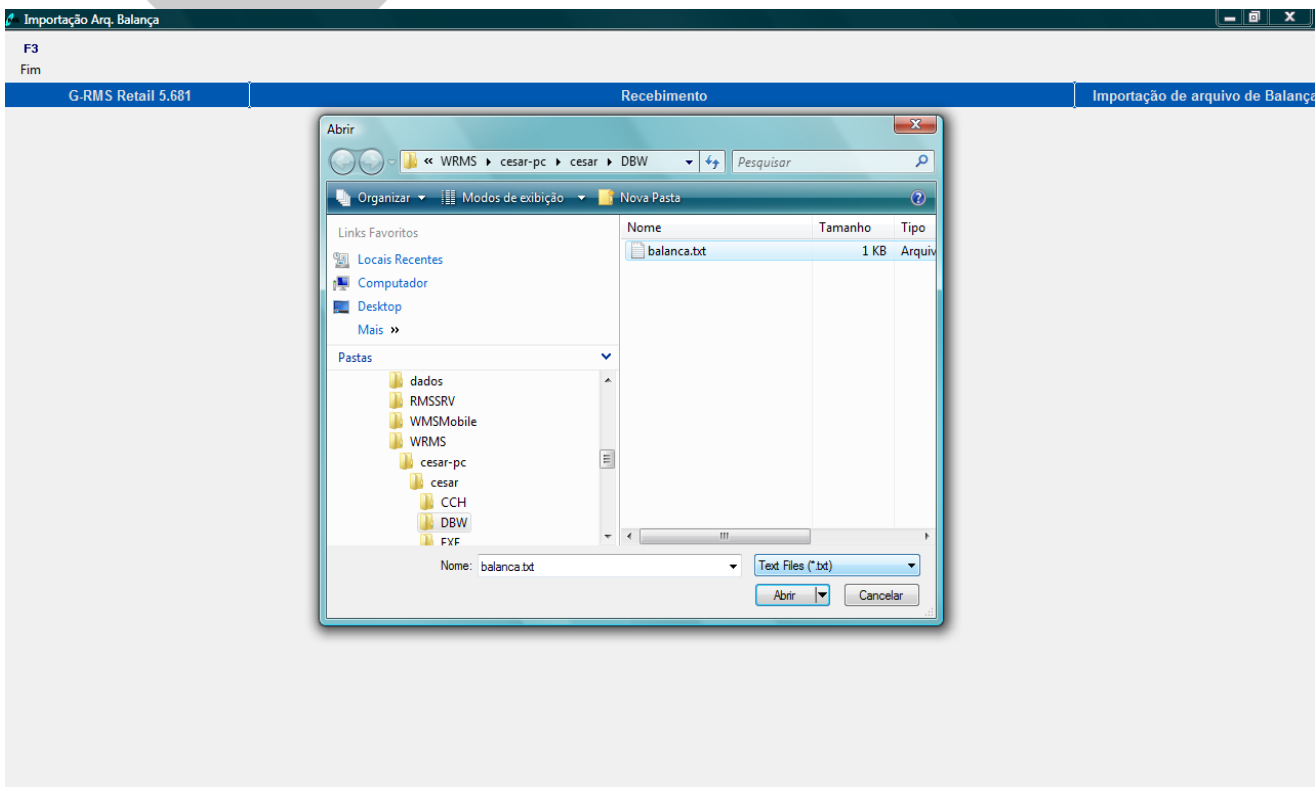 Importação Arq. Balança
F3
Fim
G-RMS Retail 5.681 Recebimento Importação de arquivo de Balança
Abrir
« WRMS cesar-pc cesar DBW Pesquisar
Organizar Modos de exibição Nova Pasta
Links Favoritos
Locais Recentes
Computador
Desktop
Mais »
Pastas
dados
RMSSRV
WMSMobile
WRMS
cesar-pc
cesar
CCH
DBW
EXE
Nome Tamanho Tipo
balanca.txt 1 KB Arquiv
Nome: balanca.txt Text Files (*.txt)
Abrir Cancelar